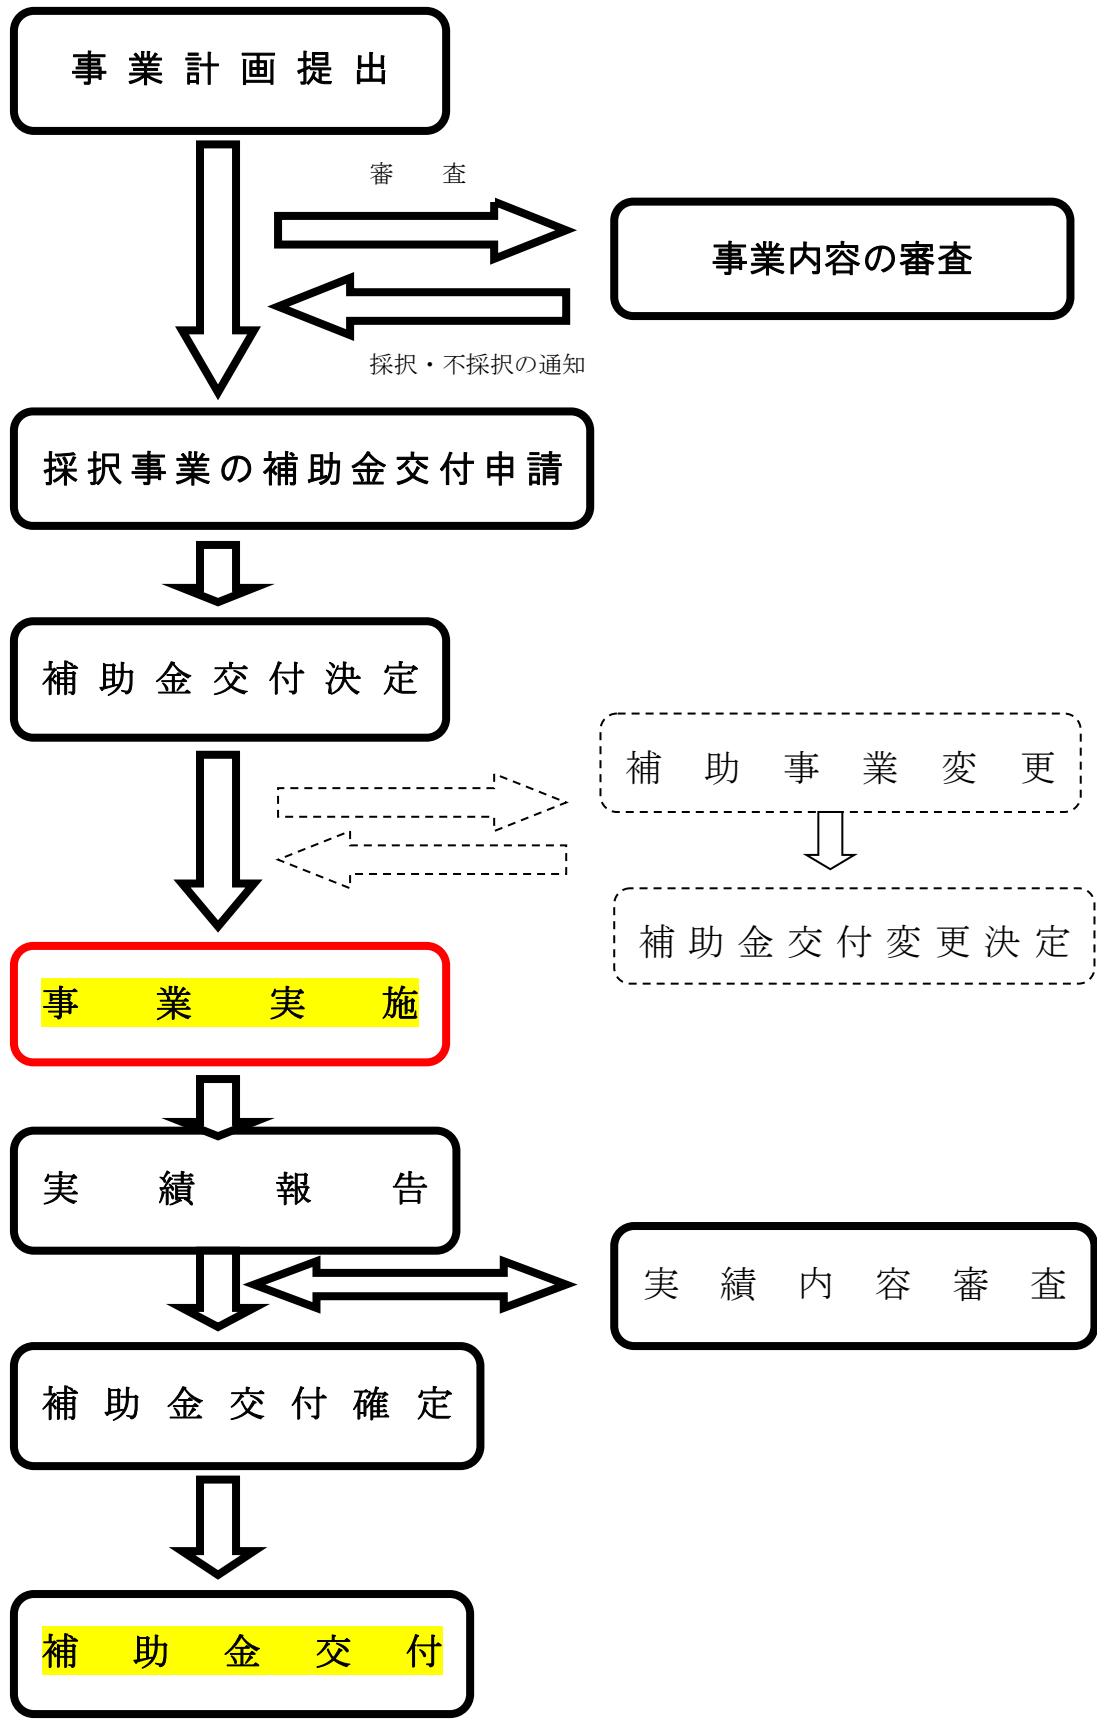 事業計画提出
審　査
事業内容の審査
採択・不採択の通知
採択事業の補助金交付申請
補助金交付決定
補助事業変更
補助金交付変更決定
事業実施
実績報告
実績内容審査
補助金交付確定
補助金交付